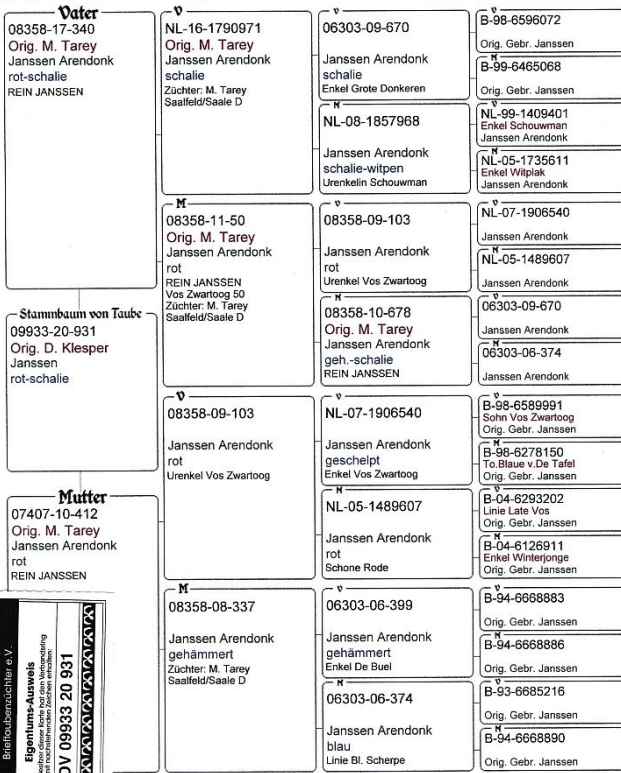 Vater
08358-17-340
Orig. M. Tarey
Janssen Arendonk
rot-schalie
REIN JANSSEN
Stammbaum von Taube
09933-20-931
Orig. D. Klesper
Janssen
rot-schalie
Mutter
07407-10-412
Orig. M. Tarey
Janssen Arendonk
rot
REIN JANSSEN
V
NL-16-1790971
Orig. M. Tarey
Janssen Arendonk
schalie
Züchter: M. Tarey
Saalfeld/Saale D
M
08358-11-50
Orig. M. Tarey
Janssen Arendonk
rot
REIN JANSSEN
Vos Zwartoog 50
Züchter: M. Tarey
Saalfeld/Saale D
V
08358-09-103
Janssen Arendonk
rot
Urenkel Vos Zwartoog
M
08358-08-337
Janssen Arendonk
gehämmert
Züchter: M. Tarey
Saalfeld/Saale D
V
06303-09-670
Janssen Arendonk
schalie
Enkel Grote Donkeren
M
NL-08-1857968
Janssen Arendonk
schalie-witpen
Urenkelin Schouwman
V
08358-09-103
Janssen Arendonk
rot
Urenkel Vos Zwartoog
M
08358-10-678
Orig. M. Tarey
Janssen Arendonk
geh.-schalie
REIN JANSSEN
V
NL-07-1906540
Janssen Arendonk
geschelpt
Enkel Vos Zwartoog
M
NL-05-1489607
Janssen Arendonk
rot
Schone Rode
V
06303-06-399
Janssen Arendonk
gehämmert
Enkel De Buel
M
06303-06-374
Janssen Arendonk
blau
Linie Bl. Scherpe
V
B-98-6596072
Orig. Gebr. Janssen
M
B-99-6465068
Orig. Gebr. Janssen
V
NL-99-1409401
Enkel Schouwman
Janssen Arendonk
M
NL-05-1735611
Enkel Witplak
Janssen Arendonk
V
NL-07-1906540
Janssen Arendonk
M
NL-05-1489607
Janssen Arendonk
V
06303-09-670
Janssen Arendonk
M
06303-06-374
Janssen Arendonk
V
B-98-6589991
Sohn Vos Zwartoog
Orig. Gebr. Janssen
M
B-98-6278150
To.Blaue v.De Tafel
Orig. Gebr. Janssen
V
B-04-6293202
Linie Late Vos
Orig. Gebr. Janssen
M
B-04-6126911
Enkel Winterjonge
Orig. Gebr. Janssen
V
B-94-6668883
Orig. Gebr. Janssen
M
B-94-6668886
Orig. Gebr. Janssen
V
B-93-6685216
Orig. Gebr. Janssen
M
B-94-6668890
Orig. Gebr. Janssen
Brieftaubenzüchter e.V.
Eigentums-Ausweis
dieser Karte hat den Verbandsring
mit nachstehenden Zeichen erhalten:
DV 09933 20 931